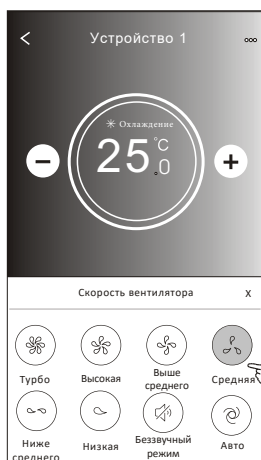 Устройство 1
Охлаждение
25.0 °C
Скорость вентилятора X
Турбо Высокая Выше среднего Средняя
Ниже среднего Низкая Беззвучный режим Авто